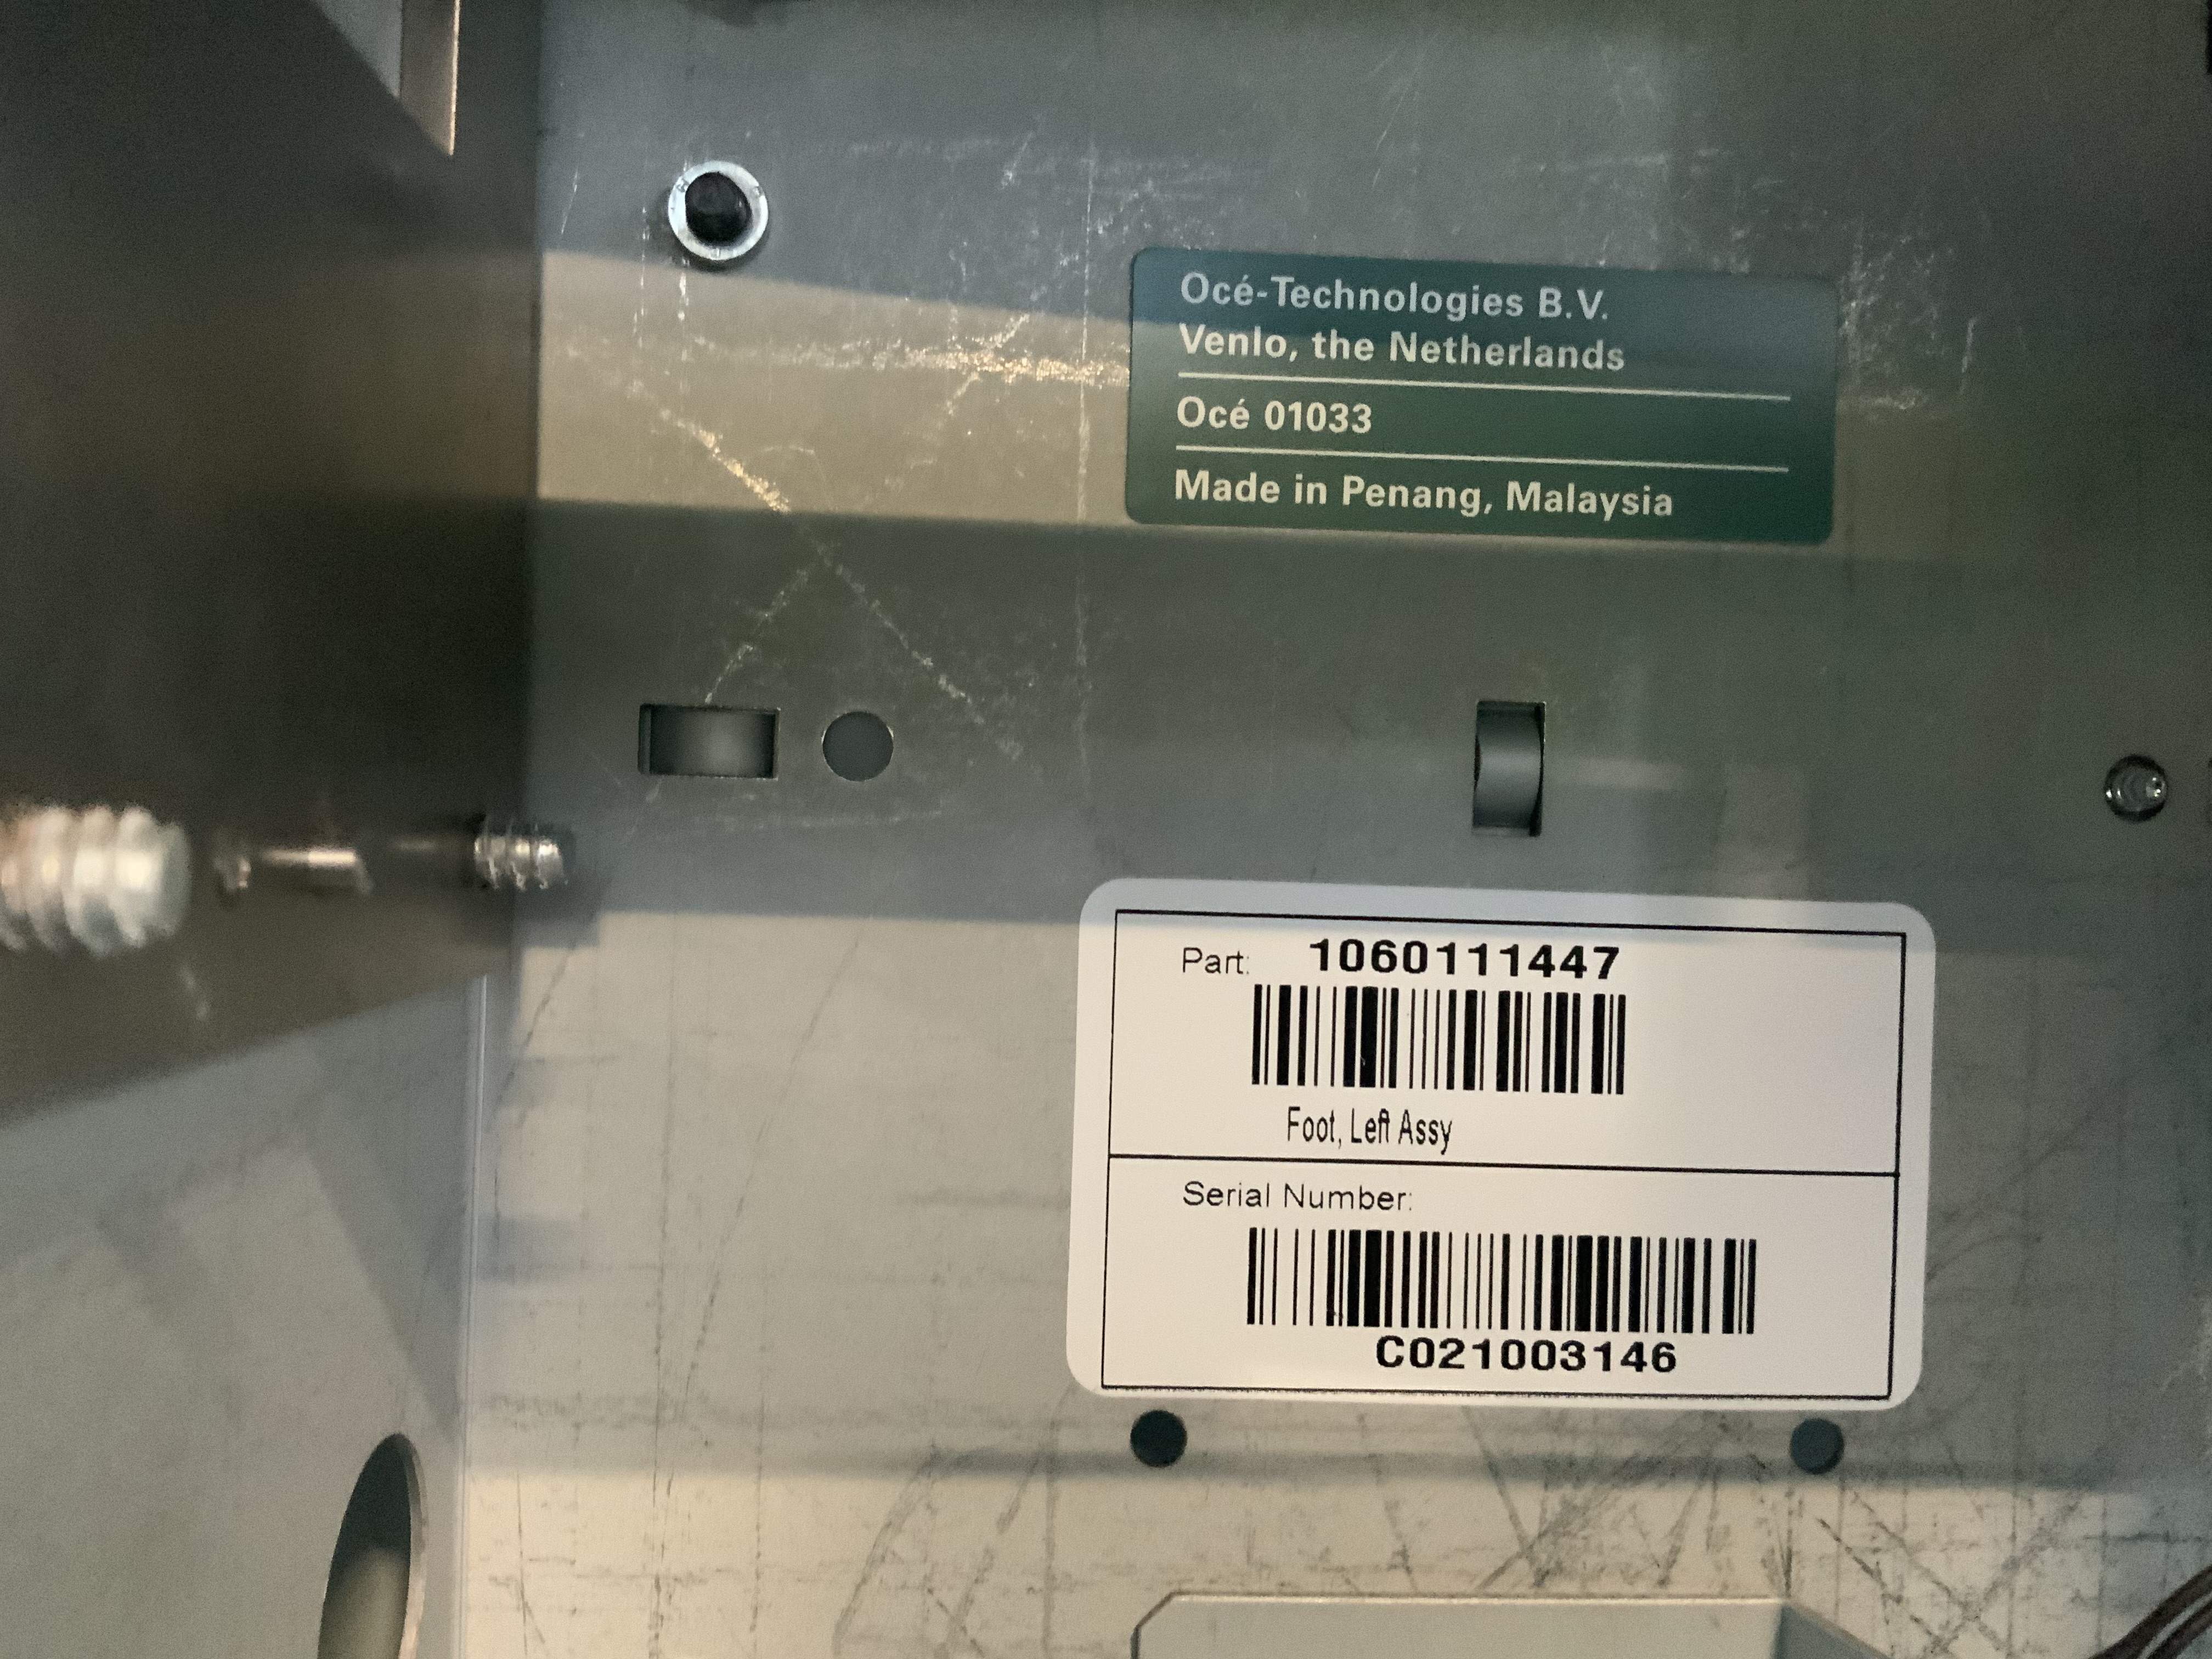 Océ-Technologies B.V.
Venlo, the Netherlands
Océ 01033
Made in Penang, Malaysia
Part: 1060111447
Foot, Left Assy
Serial Number:
C021003146